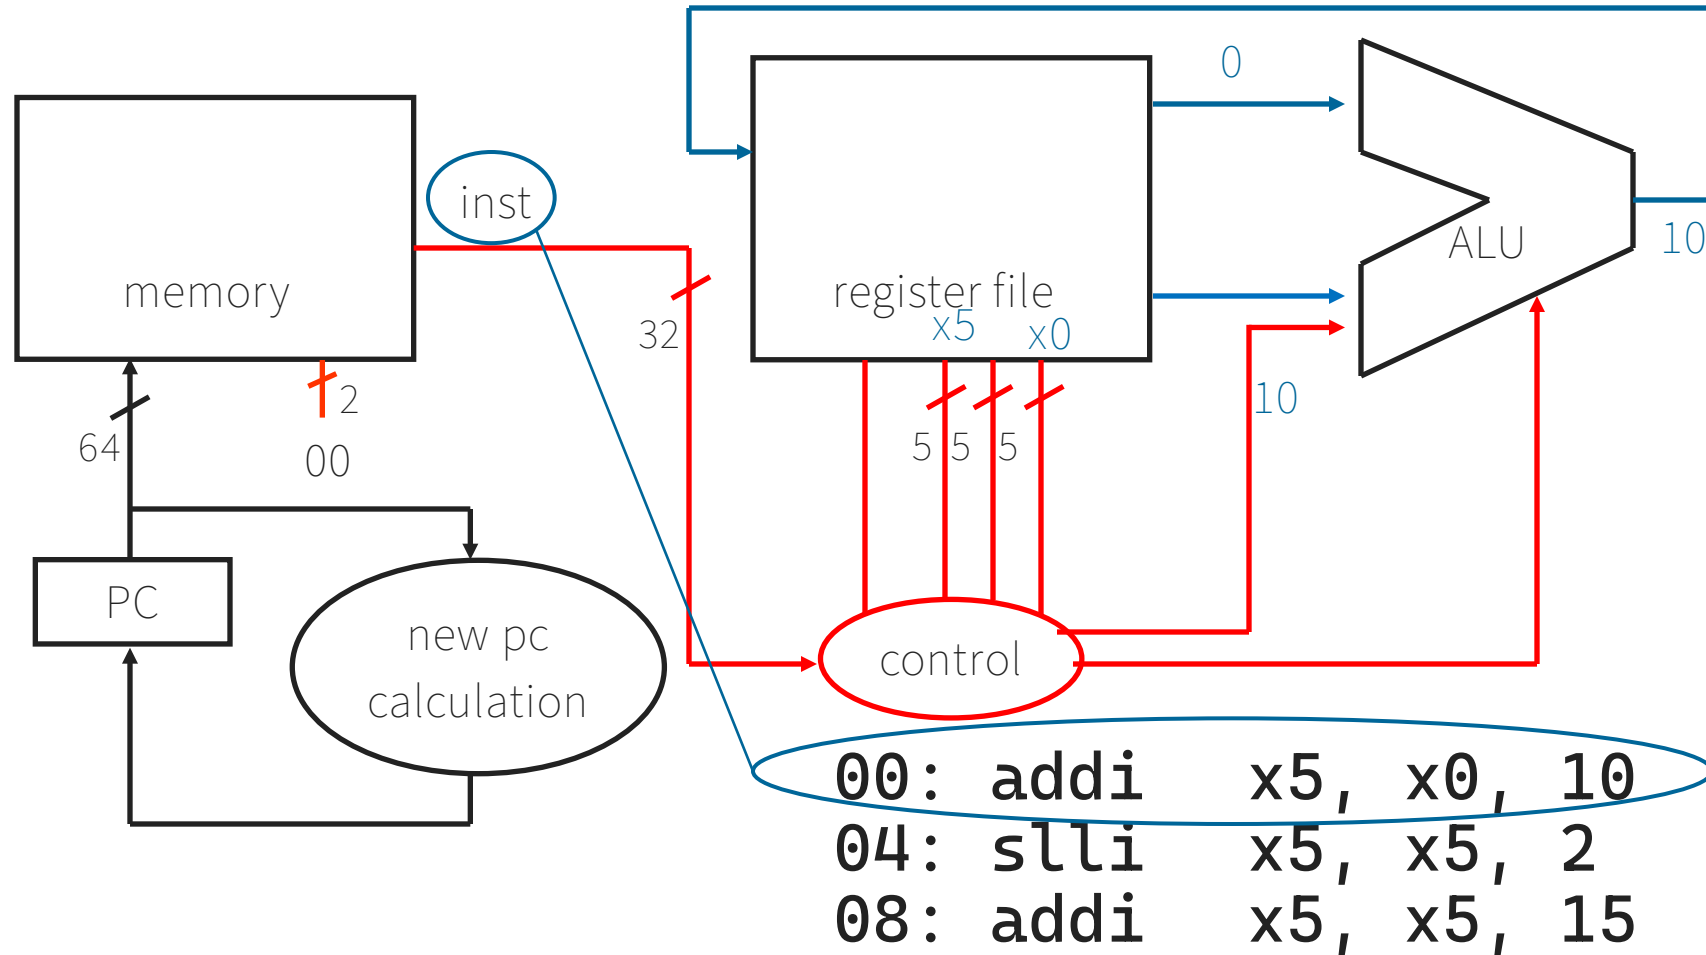 0
inst
ALU
10
memory
register file
x5
x0
32
10
2
64
5
5
5
00
PC
new pc
calculation
control
00: addi x5, x0, 10
04: slli x5, x5, 2
08: addi x5, x5, 15